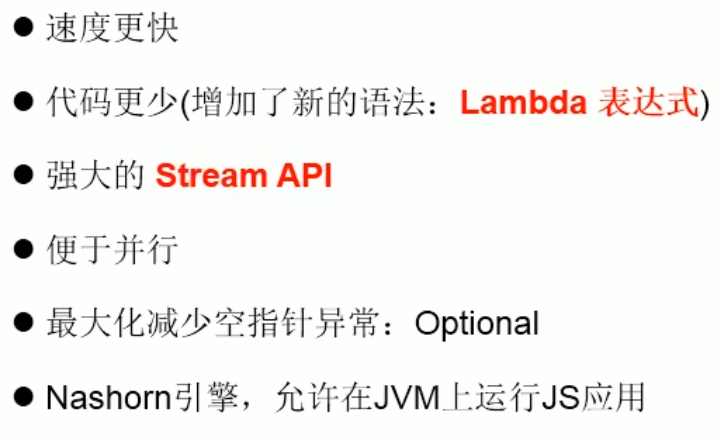 ● 速度更快
● 代码更少(增加了新的语法：Lambda 表达式)
● 强大的 Stream API
● 便于并行
● 最大化减少空指针异常：Optional
● Nashorn引擎，允许在JVM上运行JS应用